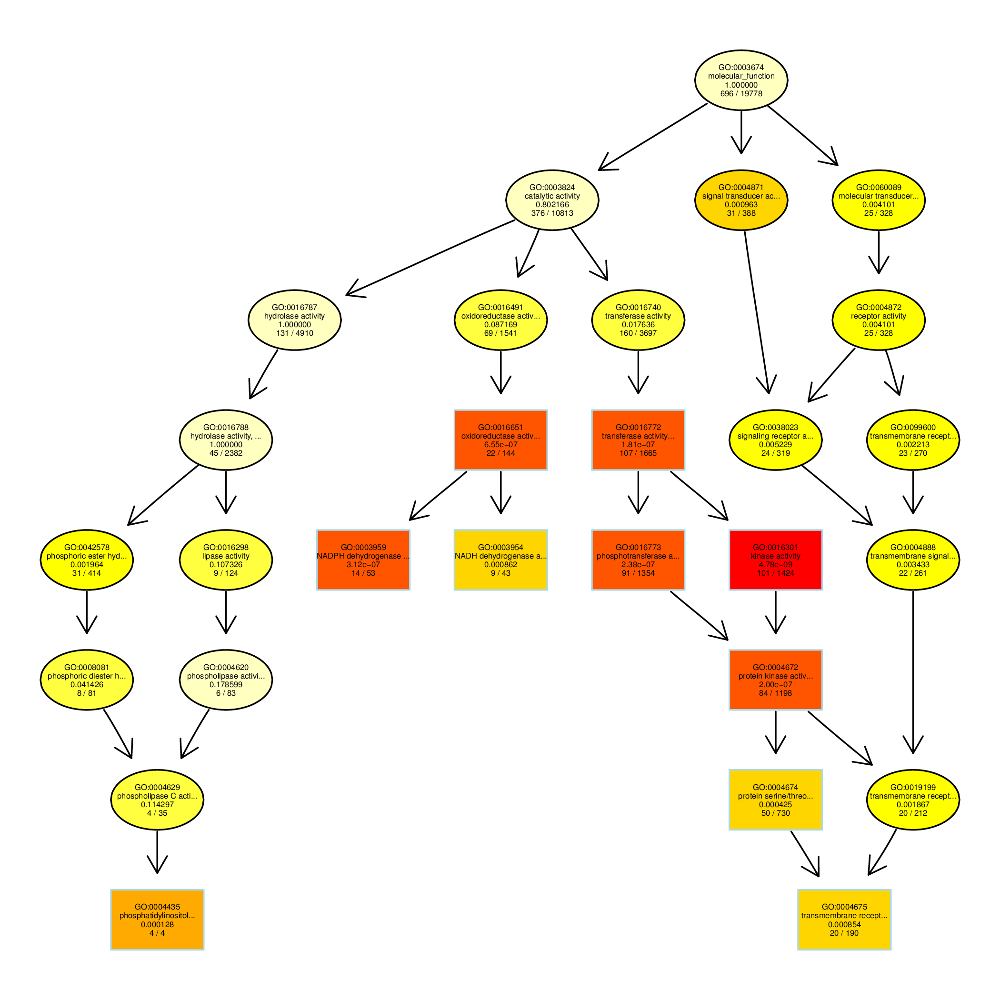 GO:0003674
molecular_function
1.000000
696 / 19778
GO:0003824
catalytic activity
0.802166
376 / 10813
GO:0004871
signal transducer ac...
0.000963
31 / 388
GO:0060089
molecular transducer...
0.004101
25 / 328
GO:0016787
hydrolase activity
1.000000
131 / 4910
GO:0016491
oxidoreductase activ...
0.087169
69 / 1541
GO:0016740
transferase activity
0.017636
160 / 3697
GO:0004872
receptor activity
0.004101
25 / 328
GO:0016788
hydrolase activity, ...
1.000000
45 / 2382
GO:0016651
oxidoreductase activ...
6.55e−07
22 / 144
GO:0016772
transferase activity...
1.81e−07
107 / 1665
GO:0038023
signaling receptor a...
0.005229
24 / 319
GO:0099600
transmembrane recept...
0.002213
23 / 270
GO:0042578
phosphoric ester hyd...
0.001964
31 / 414
GO:0016298
lipase activity
0.107326
9 / 124
GO:0003959
NADPH dehydrogenase ...
3.12e−07
14 / 53
GO:0003954
NADH dehydrogenase a...
0.000862
9 / 43
GO:0016773
phosphotransferase a...
2.38e−07
91 / 1354
GO:0016301
kinase activity
4.78e−09
101 / 1424
GO:0004888
transmembrane signal...
0.003433
22 / 261
GO:0008081
phosphoric diester h...
0.041426
8 / 81
GO:0004620
phospholipase activi...
0.178599
6 / 83
GO:0004672
protein kinase activ...
2.00e−07
84 / 1198
GO:0004629
phospholipase C acti...
0.114297
4 / 35
GO:0004674
protein serine/threo...
0.000425
50 / 730
GO:0019199
transmembrane recept...
0.001867
20 / 212
GO:0004435
phosphatidylinositol...
0.000128
4 / 4
GO:0004675
transmembrane recept...
0.000854
20 / 190